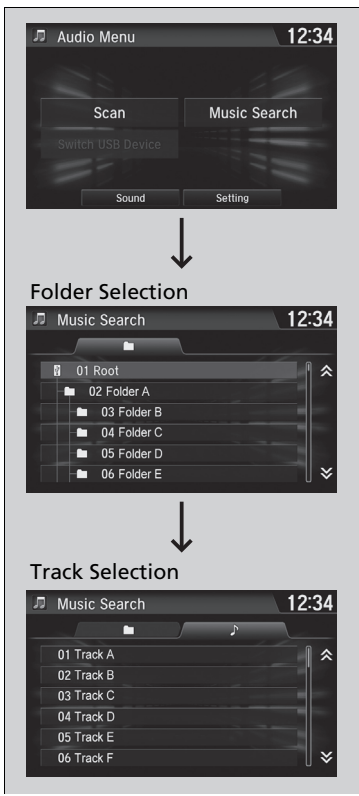 Audio Menu 12:34
Scan Music Search
Switch USB Device
Sound Setting
Folder Selection
Music Search 12:34
01 Root
02 Folder A
03 Folder B
04 Folder C
05 Folder D
06 Folder E
Track Selection
Music Search 12:34
01 Track A
02 Track B
03 Track C
04 Track D
05 Track E
06 Track F